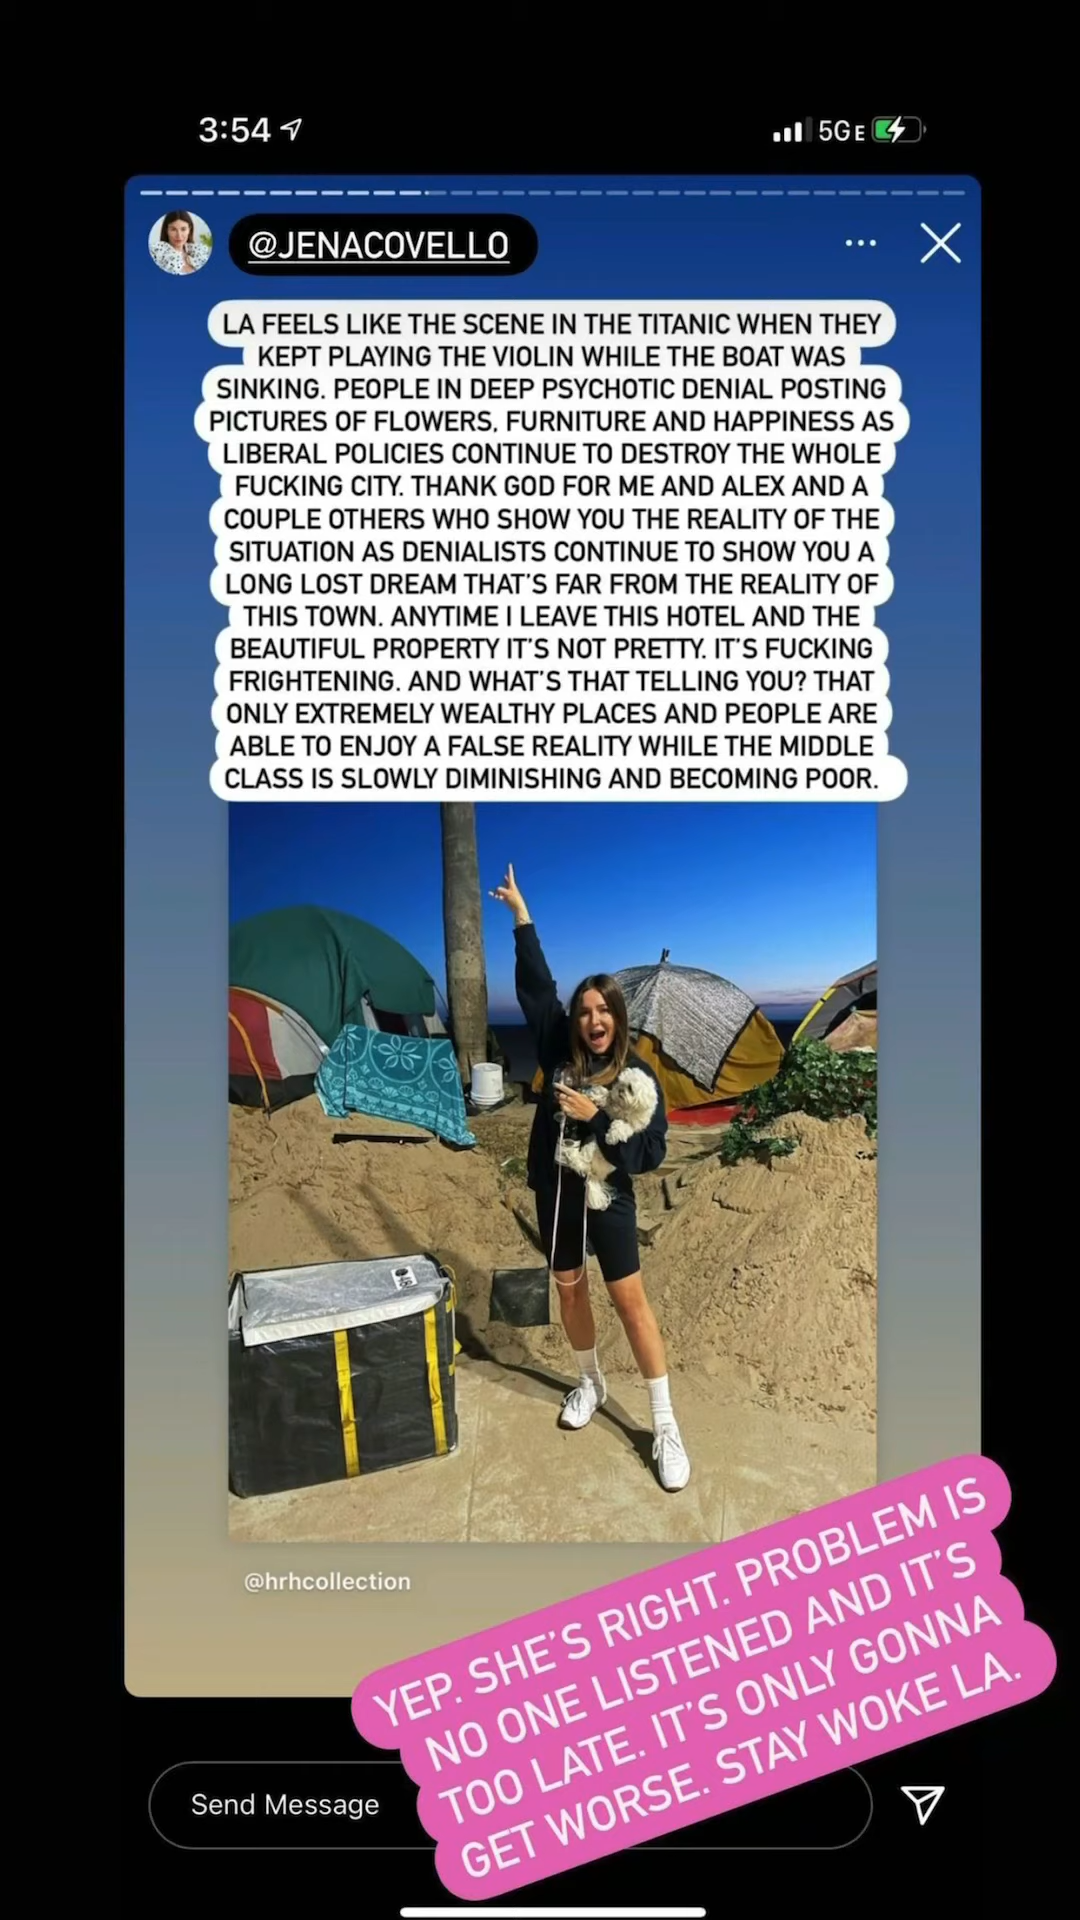 3:54
5GE
@JENACOVELLO
LA FEELS LIKE THE SCENE IN THE TITANIC WHEN THEY
KEPT PLAYING THE VIOLIN WHILE THE BOAT WAS
SINKING. PEOPLE IN DEEP PSYCHOTIC DENIAL POSTING
PICTURES OF FLOWERS, FURNITURE AND HAPPINESS AS
LIBERAL POLICIES CONTINUE TO DESTROY THE WHOLE
FUCKING CITY. THANK GOD FOR ME AND ALEX AND A
COUPLE OTHERS WHO SHOW YOU THE REALITY OF THE
SITUATION AS DENIALISTS CONTINUE TO SHOW YOU A
LONG LOST DREAM THAT'S FAR FROM THE REALITY OF
THIS TOWN. ANYTIME I LEAVE THIS HOTEL AND THE
BEAUTIFUL PROPERTY IT'S NOT PRETTY. IT'S FUCKING
FRIGHTENING. AND WHAT'S THAT TELLING YOU? THAT
ONLY EXTREMELY WEALTHY PLACES AND PEOPLE ARE
ABLE TO ENJOY A FALSE REALITY WHILE THE MIDDLE
CLASS IS SLOWLY DIMINISHING AND BECOMING POOR.
@hrhcollection
YEP. SHE'S RIGHT. PROBLEM IS
NO ONE LISTENED AND IT'S
TOO LATE. IT'S ONLY GONNA
GET WORSE. STAY WOKE LA.
Send Message